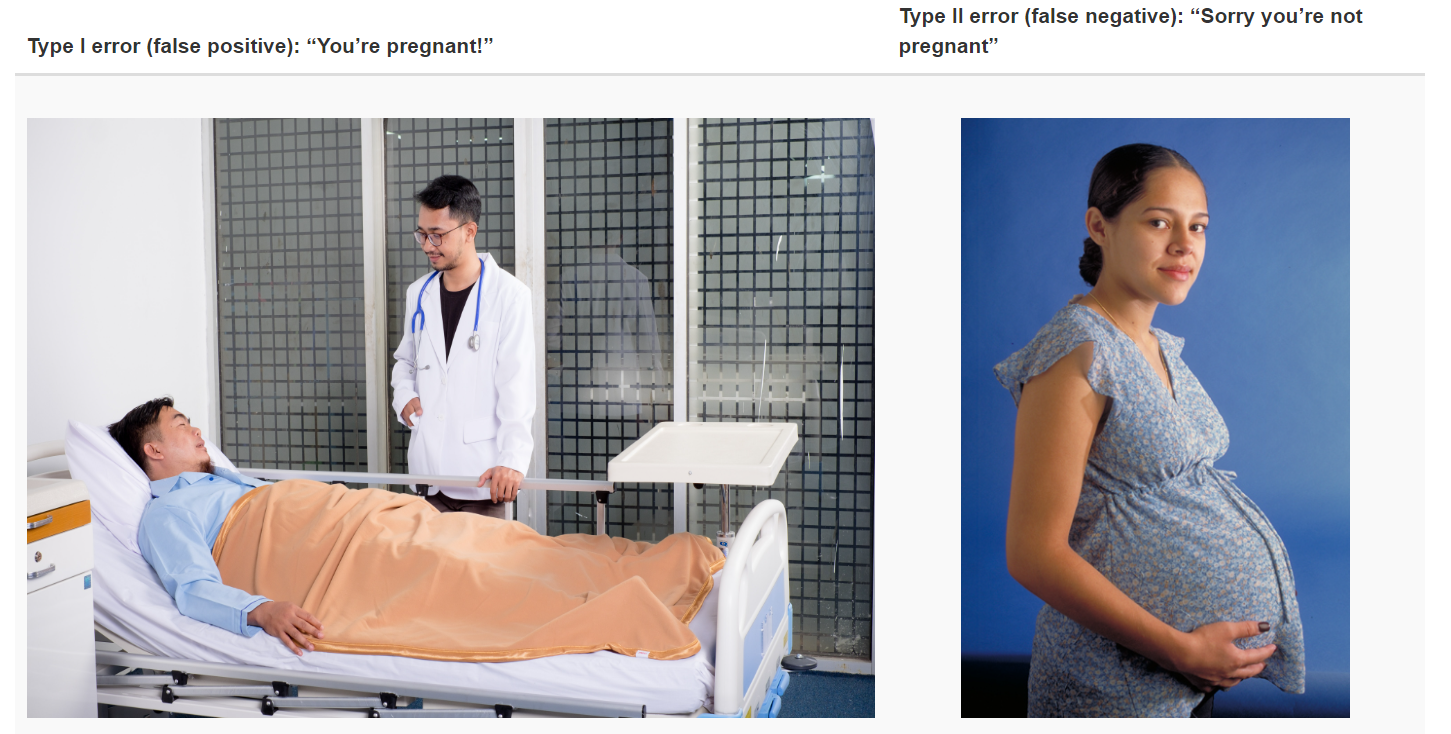 Type I error (false positive): “You’re pregnant!”
Type II error (false negative): “Sorry you’re not
pregnant”